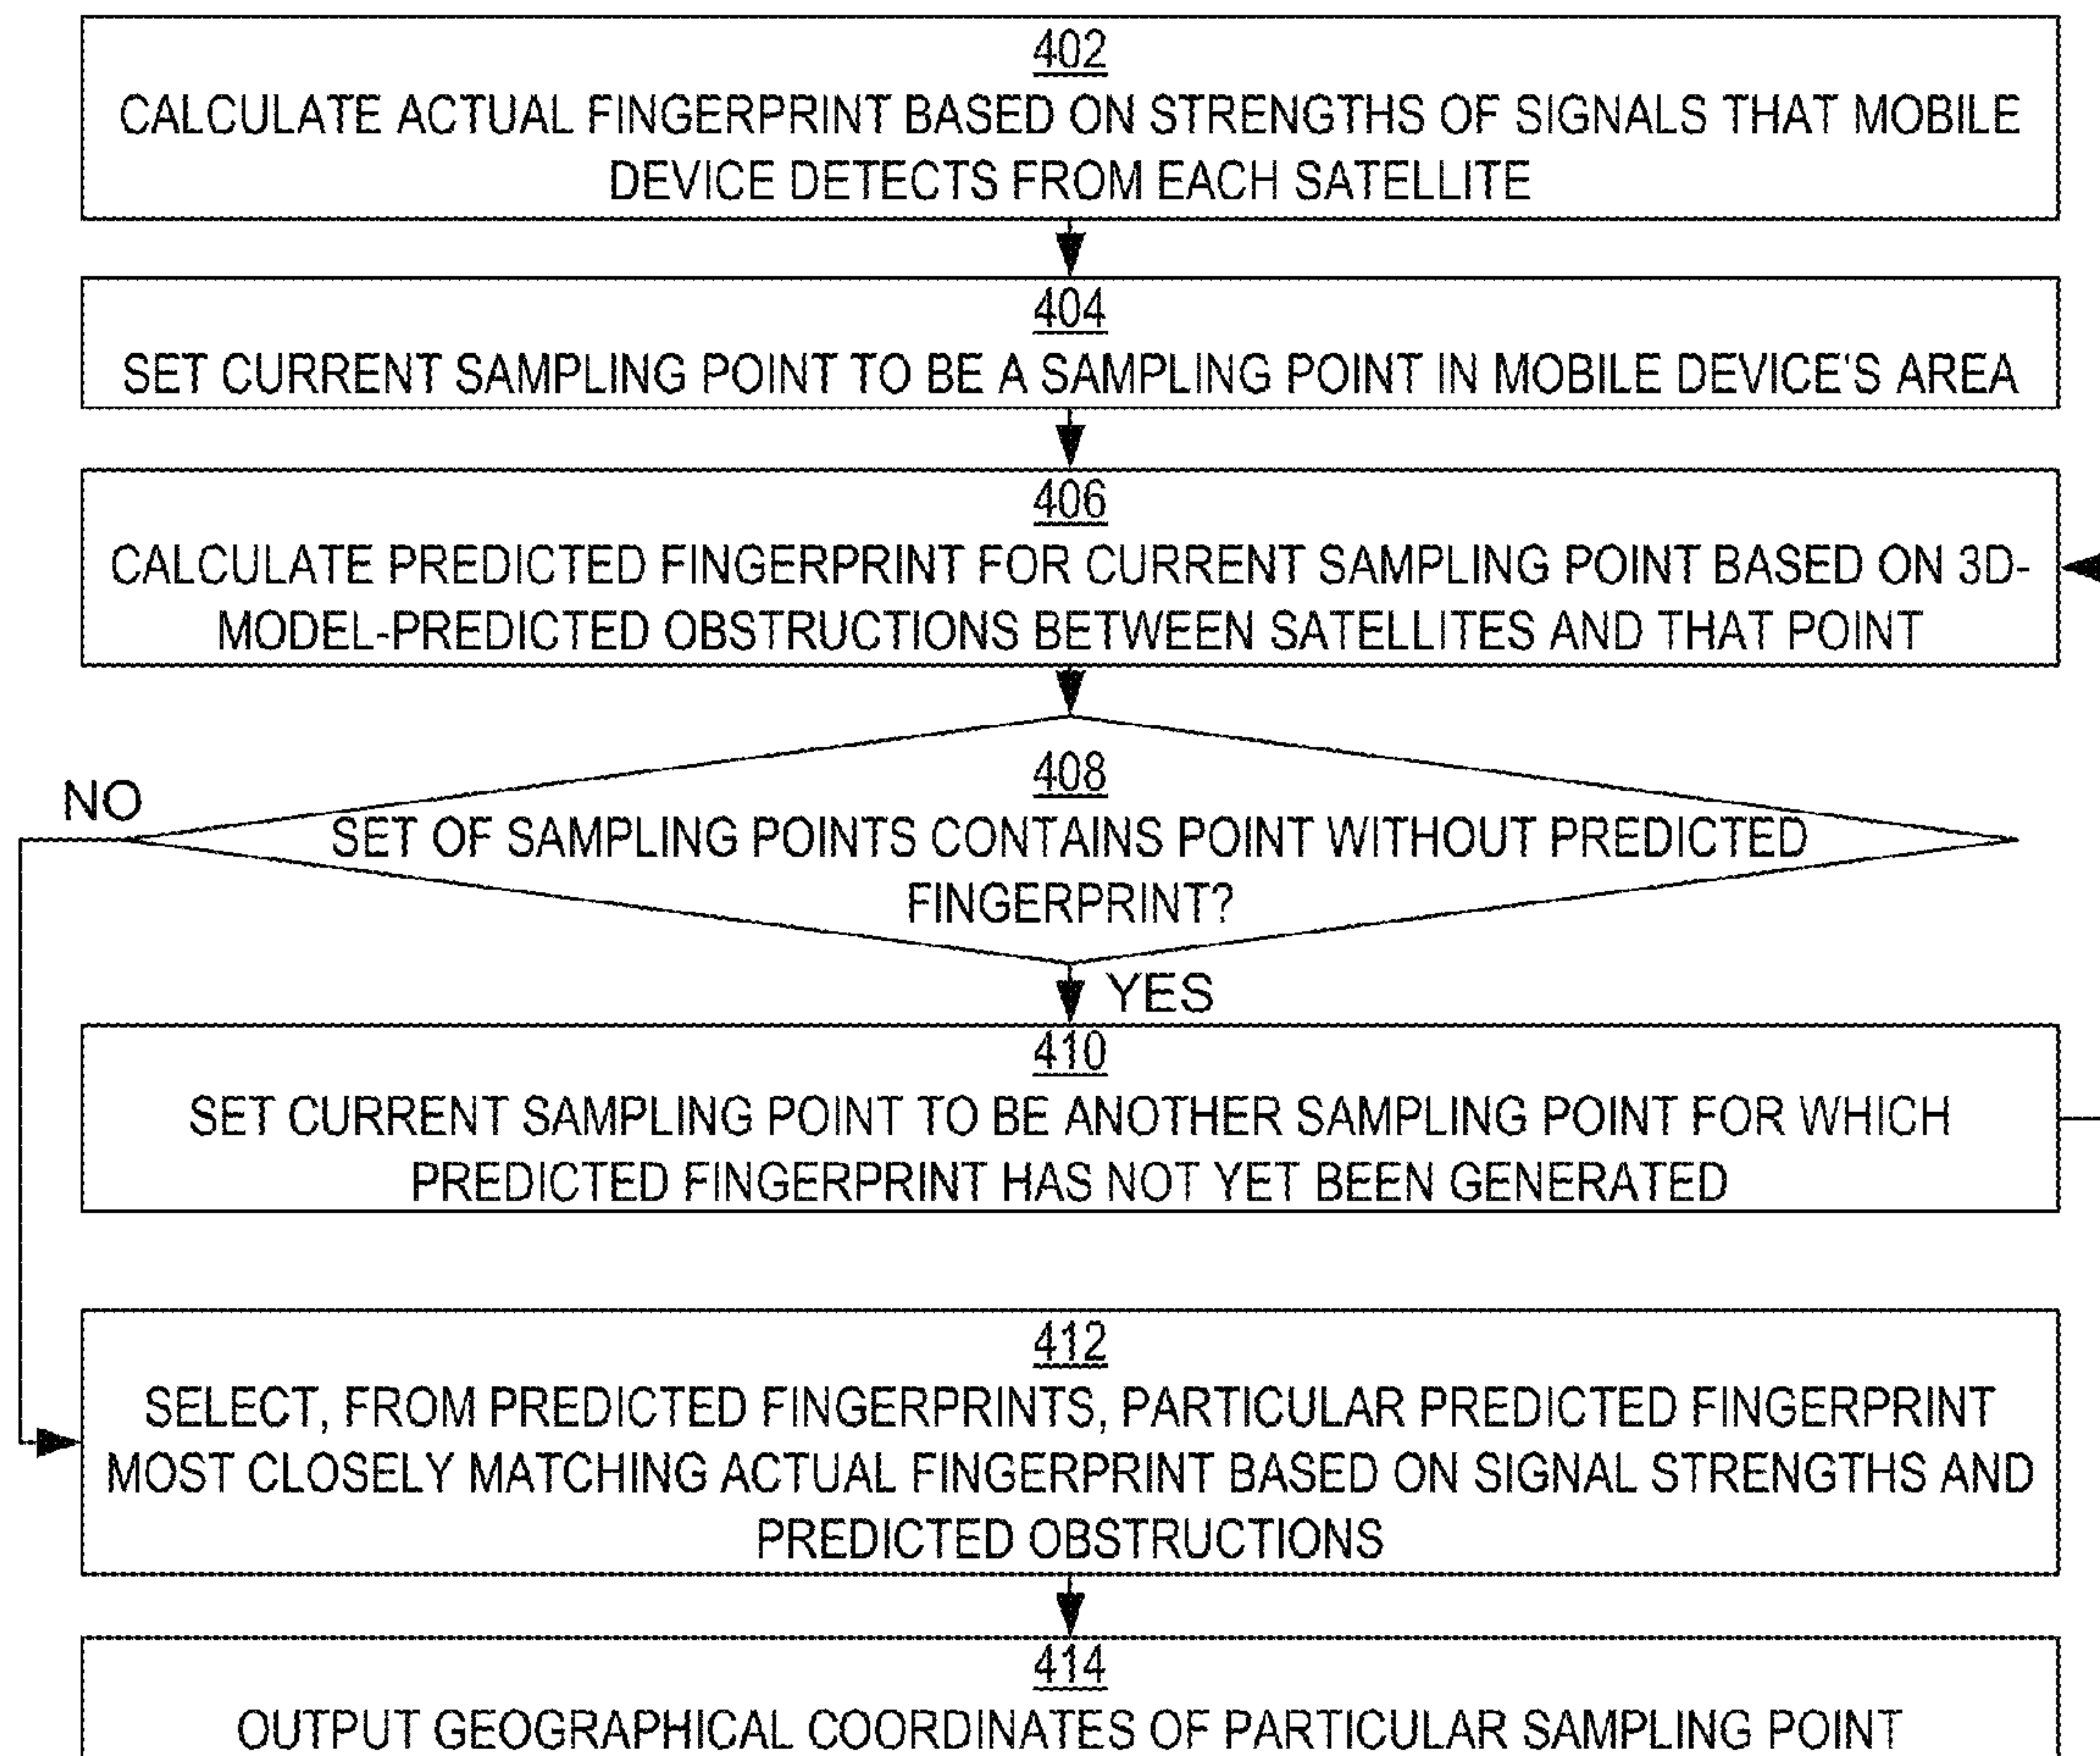 402
CALCULATE ACTUAL FINGERPRINT BASED ON STRENGTHS OF SIGNALS THAT MOBILE
DEVICE DETECTS FROM EACH SATELLITE
404
SET CURRENT SAMPLING POINT TO BE A SAMPLING POINT IN MOBILE DEVICE'S AREA
406
CALCULATE PREDICTED FINGERPRINT FOR CURRENT SAMPLING POINT BASED ON 3D-
MODEL-PREDICTED OBSTRUCTIONS BETWEEN SATELLITES AND THAT POINT
NO
408
SET OF SAMPLING POINTS CONTAINS POINT WITHOUT PREDICTED
FINGERPRINT?
YES
410
SET CURRENT SAMPLING POINT TO BE ANOTHER SAMPLING POINT FOR WHICH
PREDICTED FINGERPRINT HAS NOT YET BEEN GENERATED
412
SELECT, FROM PREDICTED FINGERPRINTS, PARTICULAR PREDICTED FINGERPRINT
MOST CLOSELY MATCHING ACTUAL FINGERPRINT BASED ON SIGNAL STRENGTHS AND
PREDICTED OBSTRUCTIONS
414
OUTPUT GEOGRAPHICAL COORDINATES OF PARTICULAR SAMPLING POINT